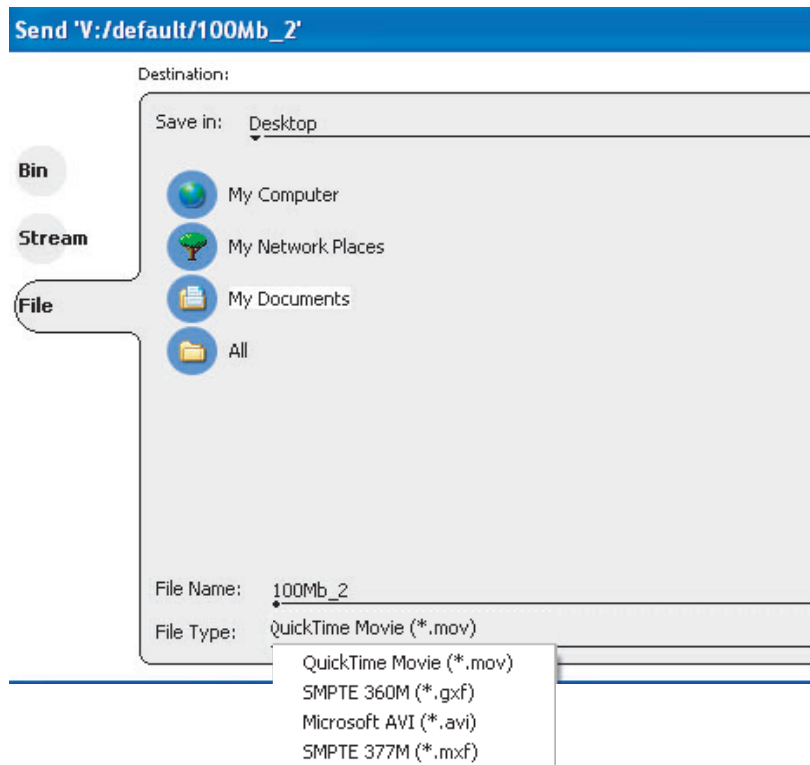 Send 'V:/default/100Mb_2'
Destination:
Save in: Desktop
Bin
My Computer
Stream
My Network Places
File
My Documents
All
File Name: 100Mb_2
File Type: QuickTime Movie (*.mov)
QuickTime Movie (*.mov)
SMPTE 360M (*.gxf)
Microsoft AVI (*.avi)
SMPTE 377M (*.mxf)